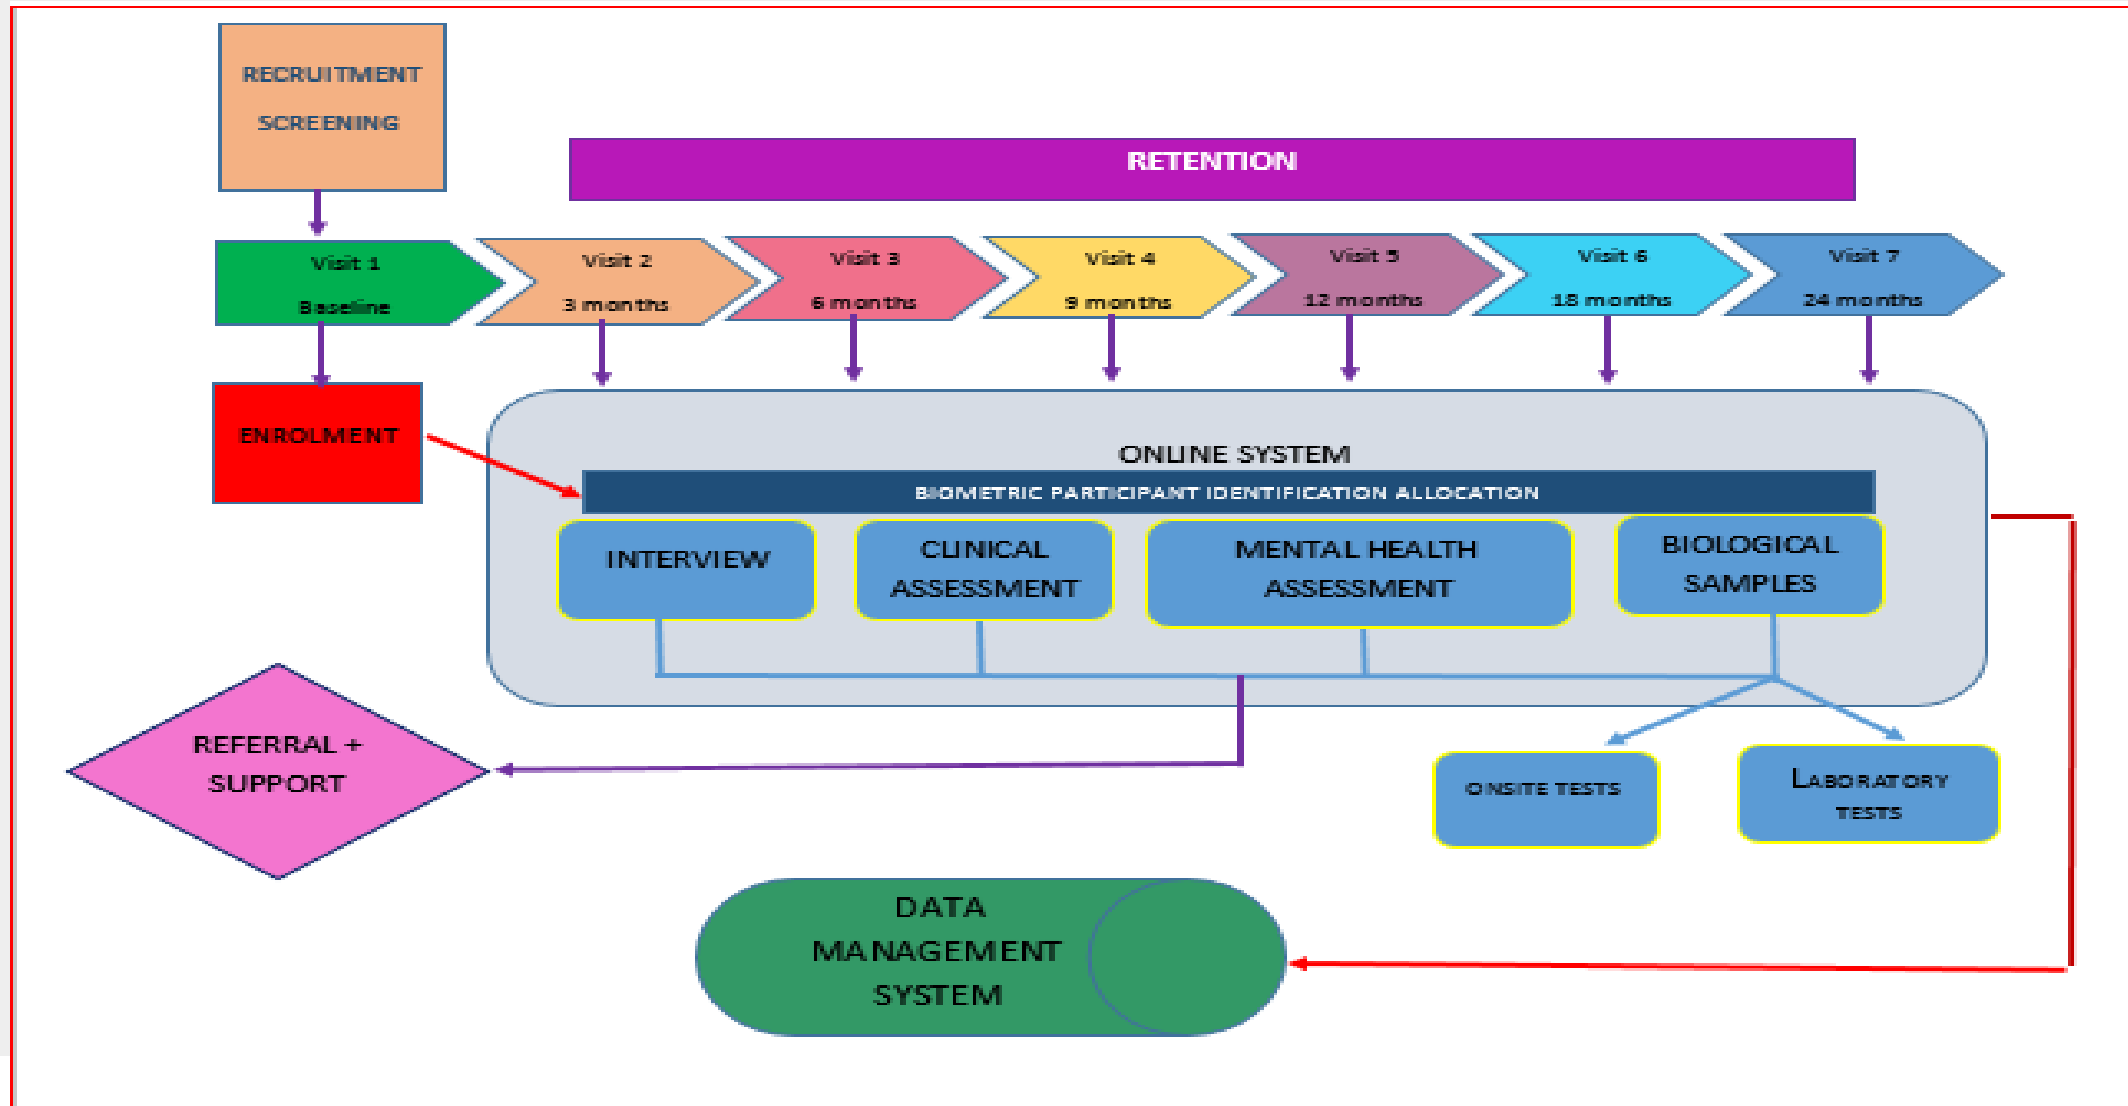 RECRUITMENT
SCREENING
RETENTION
Visit 1
Baseline
Visit 2
3 months
Visit 3
6 months
Visit 4
9 months
Visit 5
12 months
Visit 6
18 months
Visit 7
24 months
ENROLMENT
ONLINE SYSTEM
BIOMETRIC PARTICIPANT IDENTIFICATION ALLOCATION
INTERVIEW
CLINICAL
ASSESSMENT
MENTAL HEALTH
ASSESSMENT
BIOLOGICAL
SAMPLES
REFERRAL +
SUPPORT
ONSITE TESTS
LABORATORY
TESTS
DATA
MANAGEMENT
SYSTEM